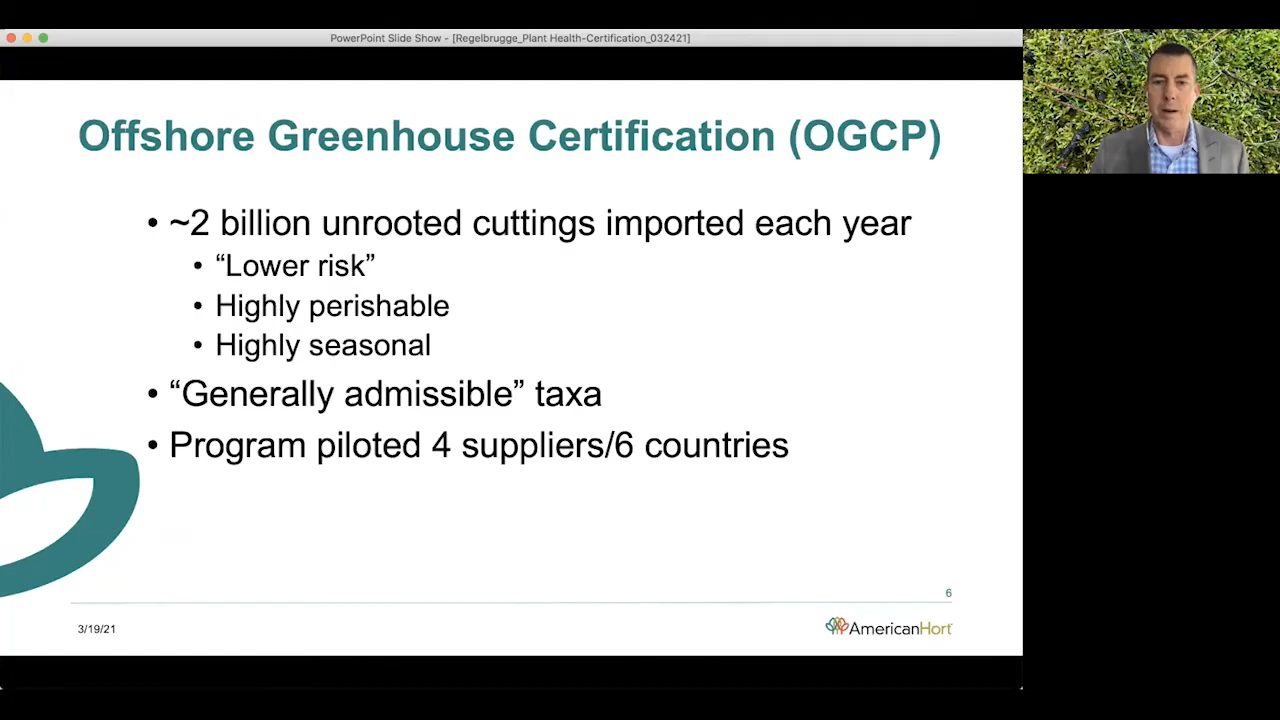 PowerPoint Slide Show - [Regelbrugge_Plant Health-Certification_032421]
Offshore Greenhouse Certification (OGCP)
• ~2 billion unrooted cuttings imported each year
• “Lower risk”
• Highly perishable
• Highly seasonal
• “Generally admissible” taxa
• Program piloted 4 suppliers/6 countries
6
3/19/21
AmericanHort